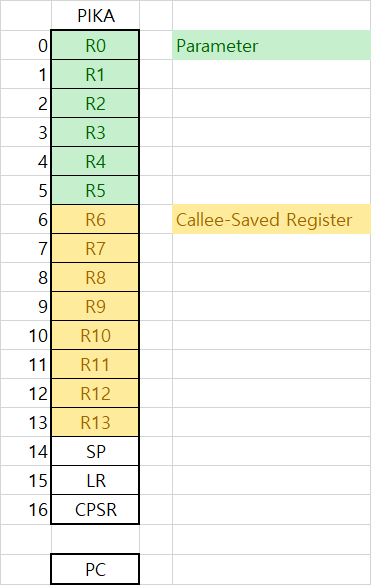 PIKA
0 R0 Parameter
1 R1
2 R2
3 R3
4 R4
5 R5
6 R6 Callee-Saved Register
7 R7
8 R8
9 R9
10 R10
11 R11
12 R12
13 R13
14 SP
15 LR
16 CPSR
PC